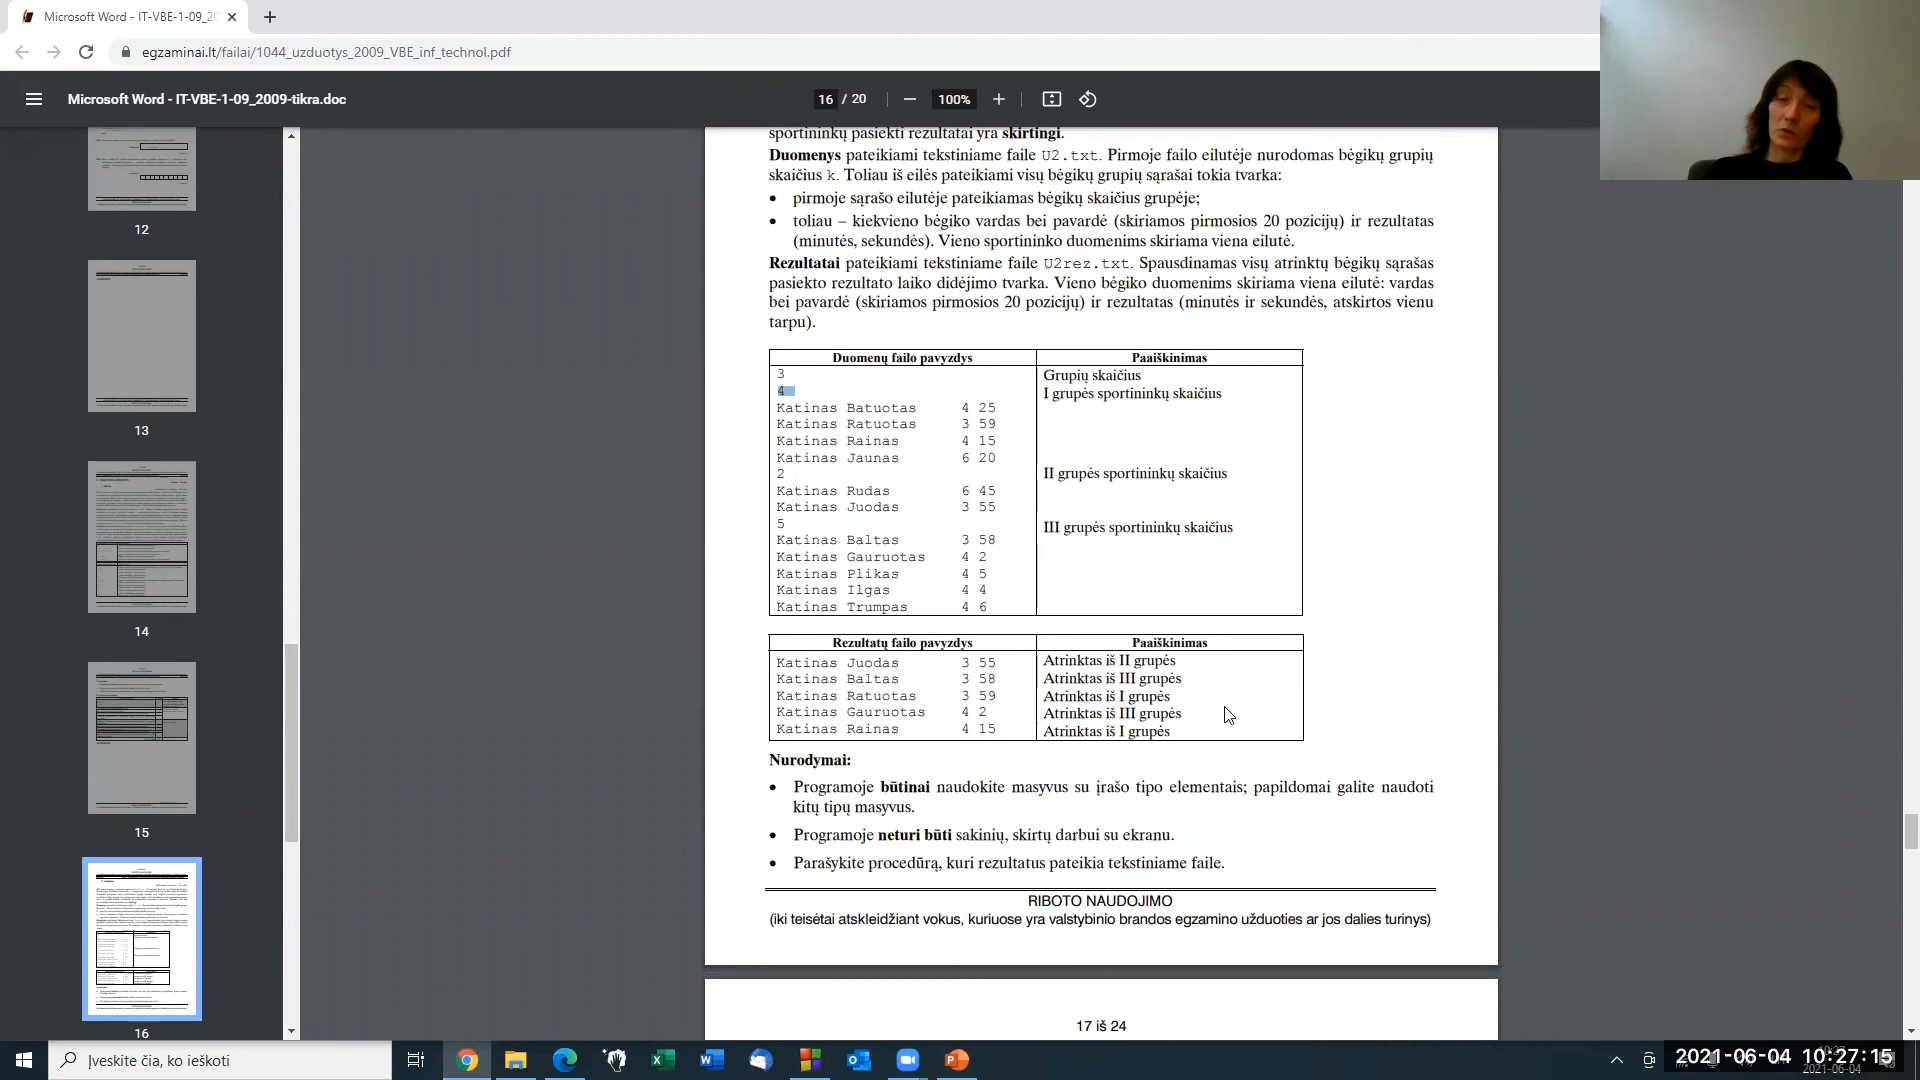 Microsoft Word - IT-VBE-1-09_20
egzaminai.lt/failai/1044_uzduotys_2009_VBE_inf_technol.pdf
Microsoft Word - IT-VBE-1-09_2009-tikra.doc
16 / 20
100%
12
13
14
15
16
sportininkų pasiekti rezultatai yra skirtingi.
Duomenys pateikiami tekstiniame faile U2.txt. Pirmoje failo eilutėje nurodomas bėgikų grupių
skaičius k. Toliau iš eilės pateikiami visų bėgikų grupių sąrašai tokia tvarka:
• pirmoje sąrašo eilutėje pateikiamas bėgikų skaičius grupėje;
• toliau – kiekvieno bėgiko vardas bei pavardė (skiriamos pirmosios 20 pozicijų) ir rezultatas
(minutės, sekundės). Vieno sportininko duomenims skiriama viena eilutė.
Rezultatai pateikiami tekstiniame faile U2rez.txt. Spausdinamas visų atrinktų bėgikų sąrašas
pasiekto rezultato laiko didėjimo tvarka. Vieno bėgiko duomenims skiriama viena eilutė: vardas
bei pavardė (skiriamos pirmosios 20 pozicijų) ir rezultatas (minutės ir sekundės, atskirtos vienu
tarpu).
Duomenų failo pavyzdys Paaiškinimas
3 Grupių skaičius
4 I grupės sportininkų skaičius
Katinas Batuotas 4 25
Katinas Ratuotas 3 59
Katinas Rainas 4 15
Katinas Jaunas 6 20
2 II grupės sportininkų skaičius
Katinas Rudas 6 45
Katinas Juodas 3 55
5 III grupės sportininkų skaičius
Katinas Baltas 3 58
Katinas Gauruotas 4 2
Katinas Plikas 4 5
Katinas Ilgas 4 4
Katinas Trumpas 4 6
Rezultatų failo pavyzdys Paaiškinimas
Katinas Juodas 3 55 Atrinktas iš II grupės
Katinas Baltas 3 58 Atrinktas iš III grupės
Katinas Ratuotas 3 59 Atrinktas iš I grupės
Katinas Gauruotas 4 2 Atrinktas iš III grupės
Katinas Rainas 4 15 Atrinktas iš I grupės
Nurodymai:
• Programoje būtinai naudokite masyvus su įrašo tipo elementais; papildomai galite naudoti
kitų tipų masyvus.
• Programoje neturi būti sakinių, skirtų darbui su ekranu.
• Parašykite procedūrą, kuri rezultatus pateikia tekstiniame faile.
RIBOTO NAUDOJIMO
(iki teisėtai atskleidžiant vokus, kuriuose yra valstybinio brandos egzamino užduoties ar jos dalies turinys)
17 iš 24
Įveskite čia, ko ieškoti
2021-06-04 10:27:15
2021-06-04